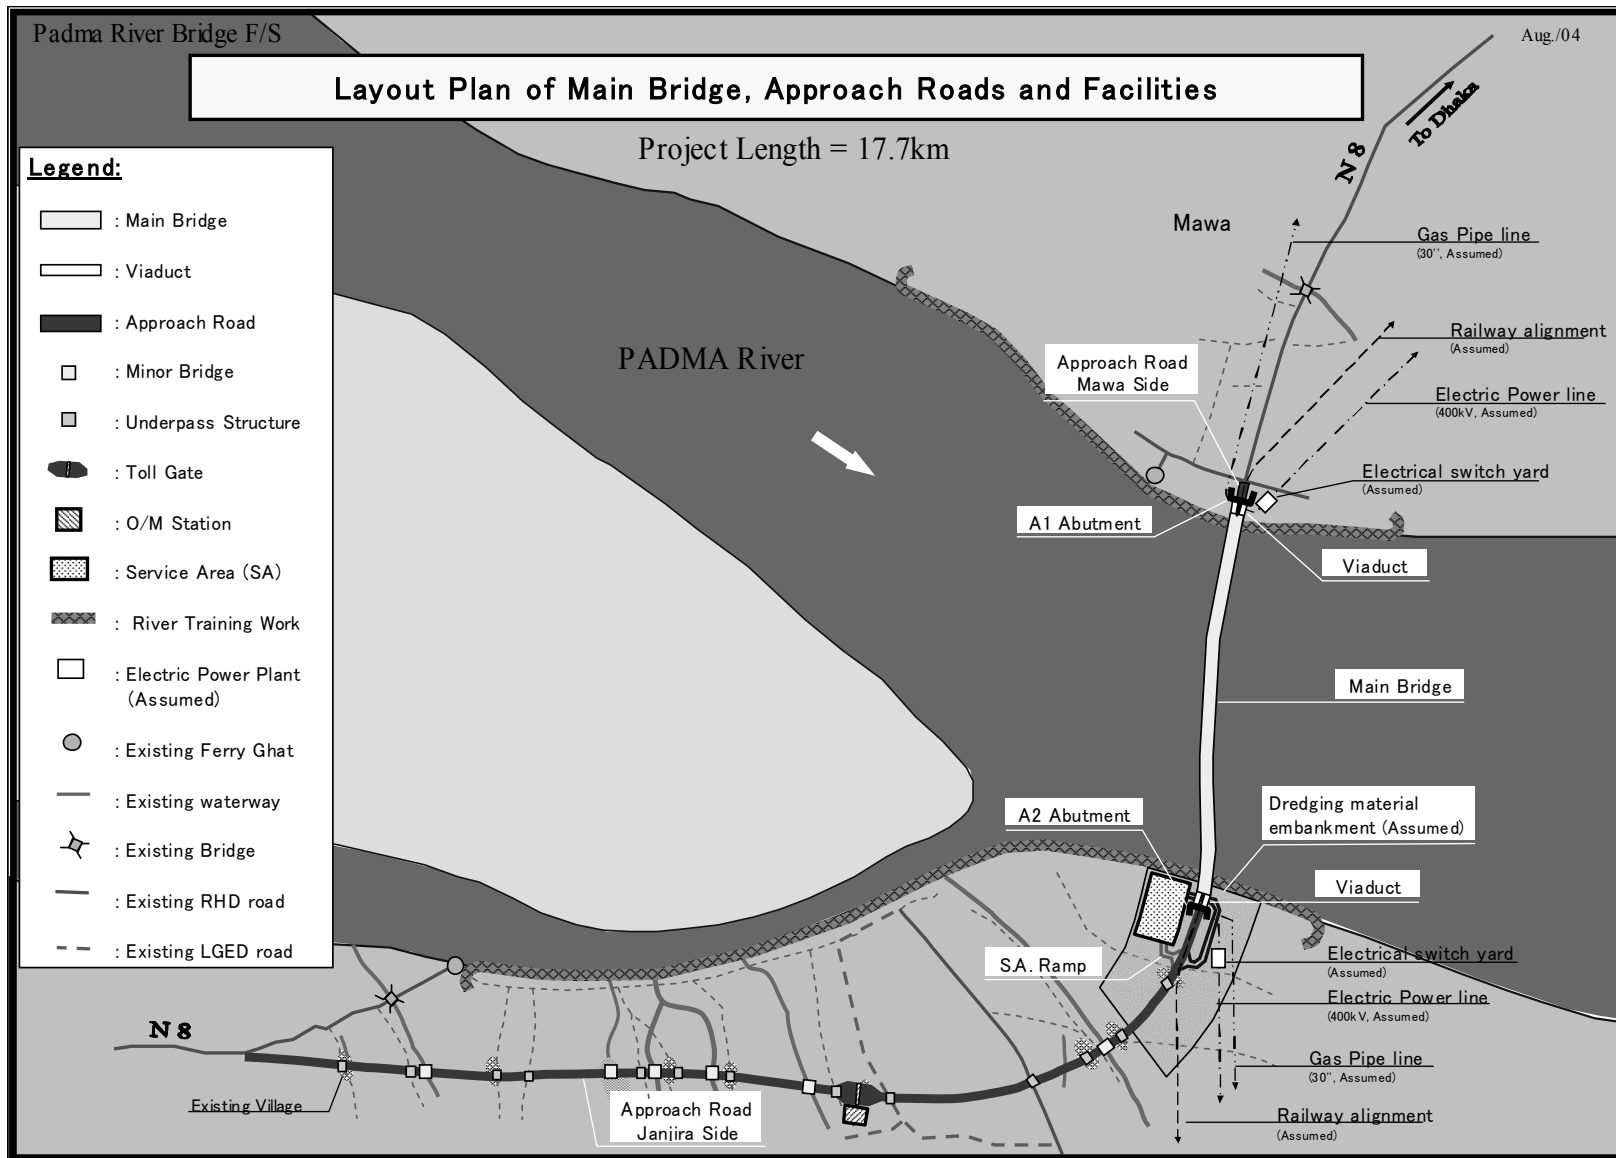 Padma River Bridge F/S
Aug./04
Layout Plan of Main Bridge, Approach Roads and Facilities
Project Length = 17.7km
Legend:
: Main Bridge
: Viaduct
: Approach Road
: Minor Bridge
: Underpass Structure
: Toll Gate
: O/M Station
: Service Area (SA)
: River Training Work
: Electric Power Plant
(Assumed)
: Existing Ferry Ghat
: Existing waterway
: Existing Bridge
: Existing RHD road
: Existing LGED road
To Dhaka
N 8
Mawa
Gas Pipe line
(30'', Assumed)
Railway alignment
(Assumed)
PADMA River
Approach Road
Mawa Side
Electric Power line
(400kV, Assumed)
Electrical switch yard
(Assumed)
A1 Abutment
Viaduct
Main Bridge
A2 Abutment
Dredging material
embankment (Assumed)
Viaduct
S.A. Ramp
Electrical switch yard
(Assumed)
Electric Power line
(400kV, Assumed)
N 8
Gas Pipe line
(30'', Assumed)
Existing Village
Approach Road
Janjira Side
Railway alignment
(Assumed)